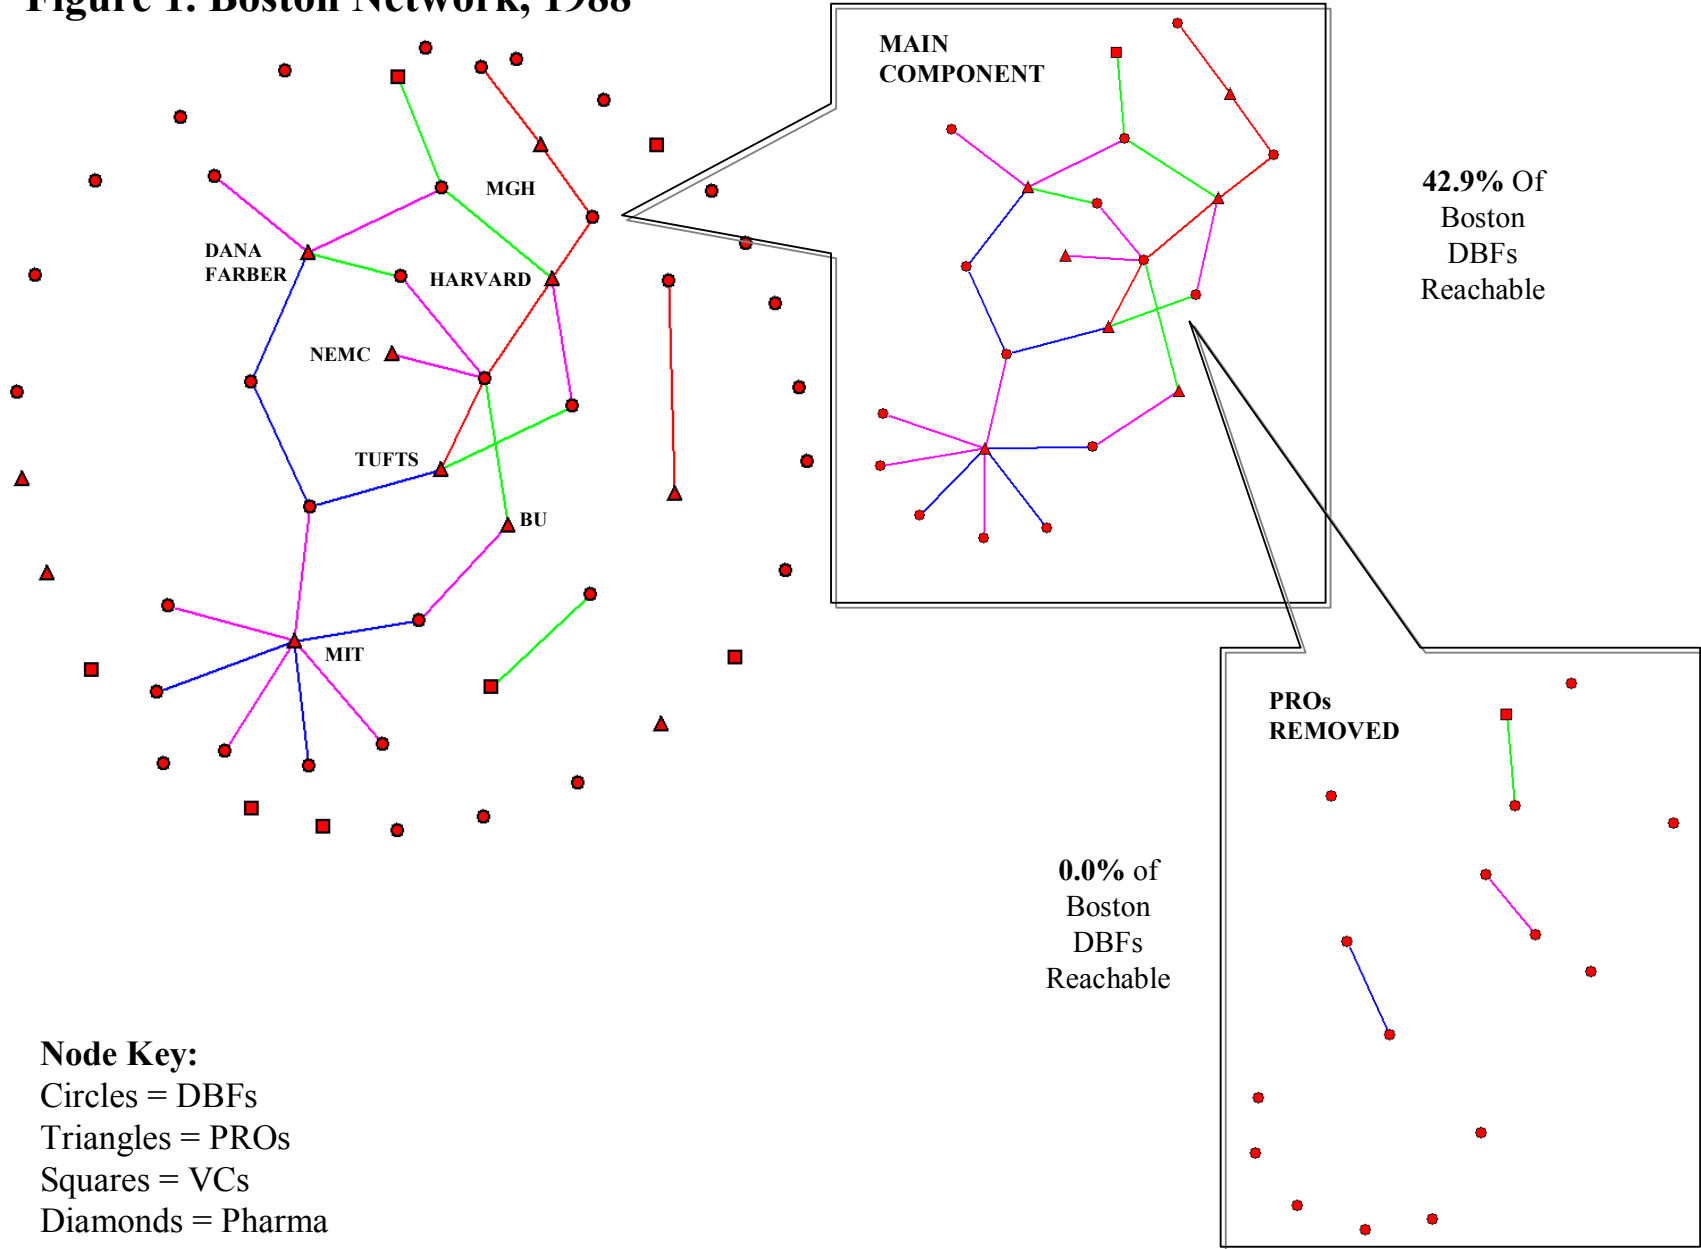 Figure 1: Boston Network, 1988
MAIN
COMPONENT
42.9% Of
Boston
DBFs
Reachable
MGH
DANA
FARBER
HARVARD
NEMC
TUFTS
BU
MIT
PROs
REMOVED
0.0% of
Boston
DBFs
Reachable
Node Key:
Circles = DBFs
Triangles = PROs
Squares = VCs
Diamonds = Pharma